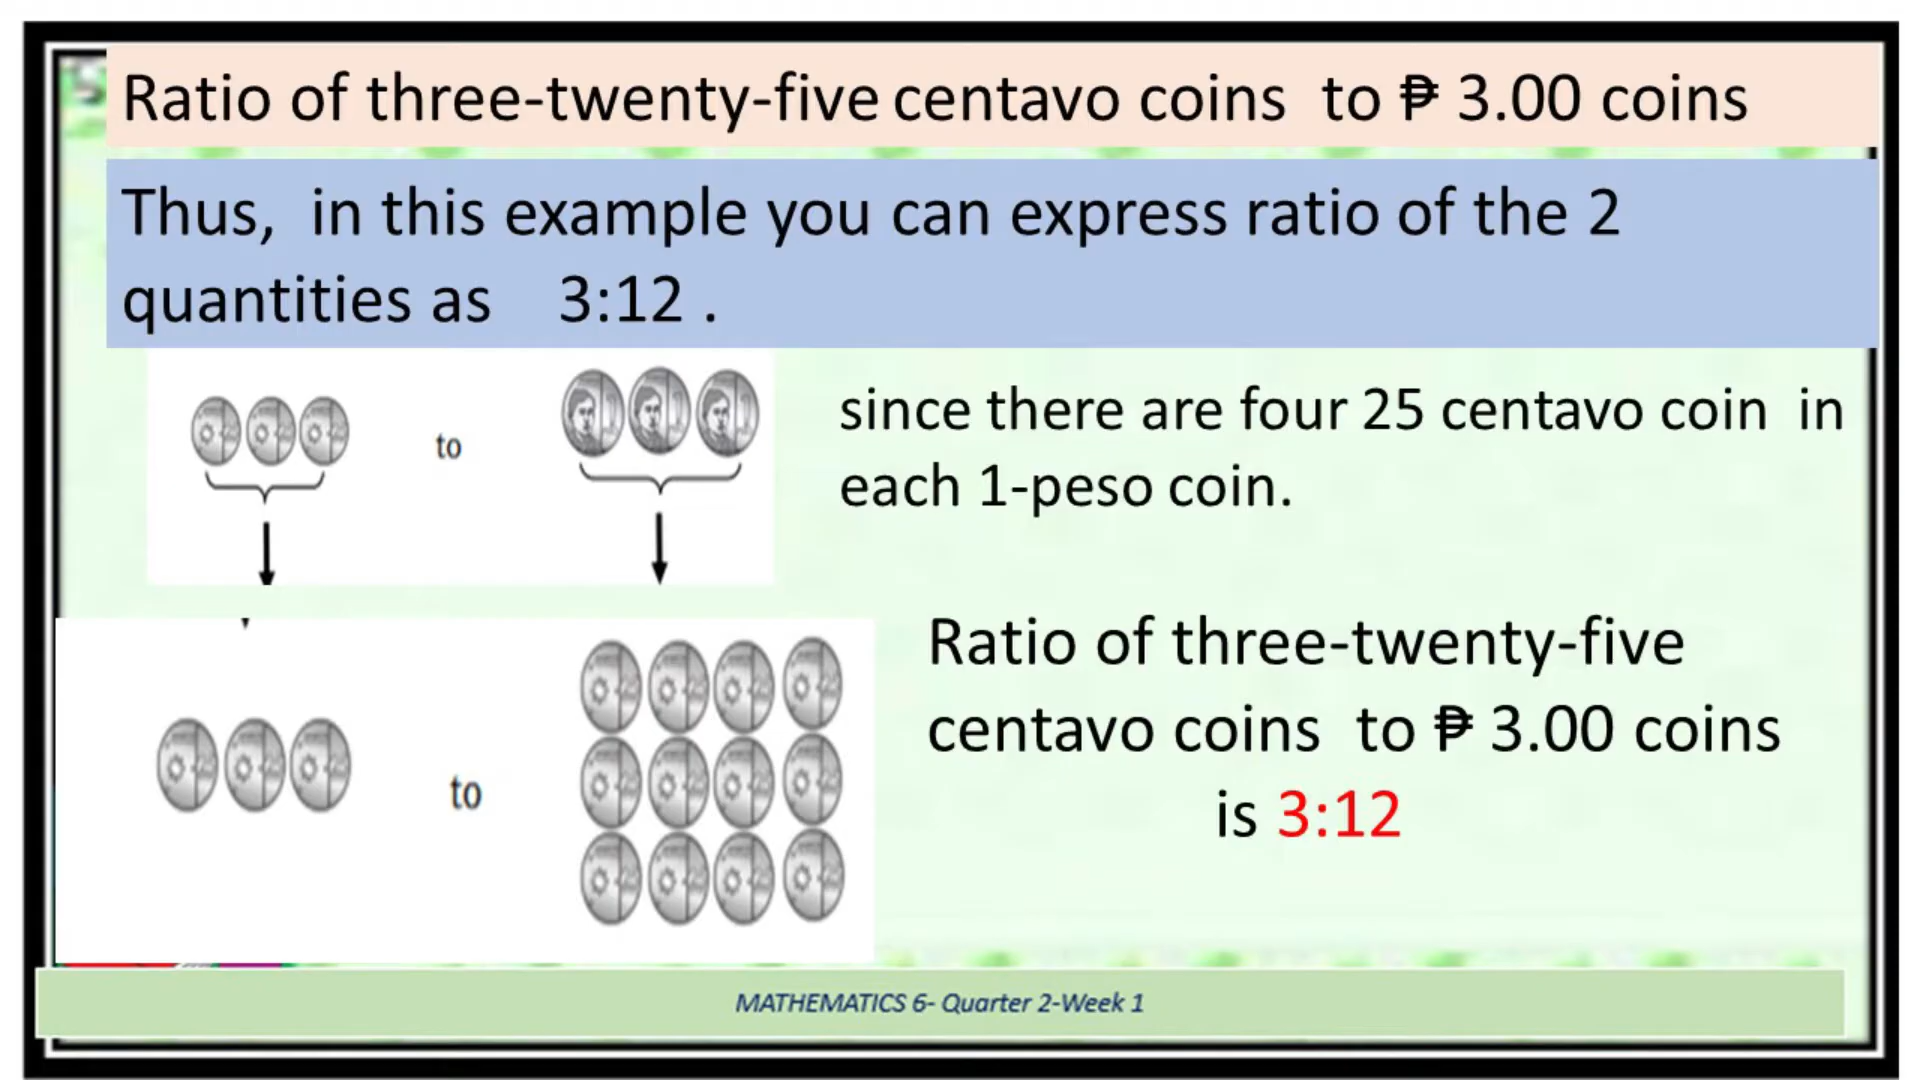 Ratio of three-twenty-five centavo coins to ₱ 3.00 coins
Thus, in this example you can express ratio of the 2
quantities as 3:12 .
to
since there are four 25 centavo coin in
each 1-peso coin.
to
Ratio of three-twenty-five
centavo coins to ₱ 3.00 coins
is 3:12
MATHEMATICS 6- Quarter 2-Week 1